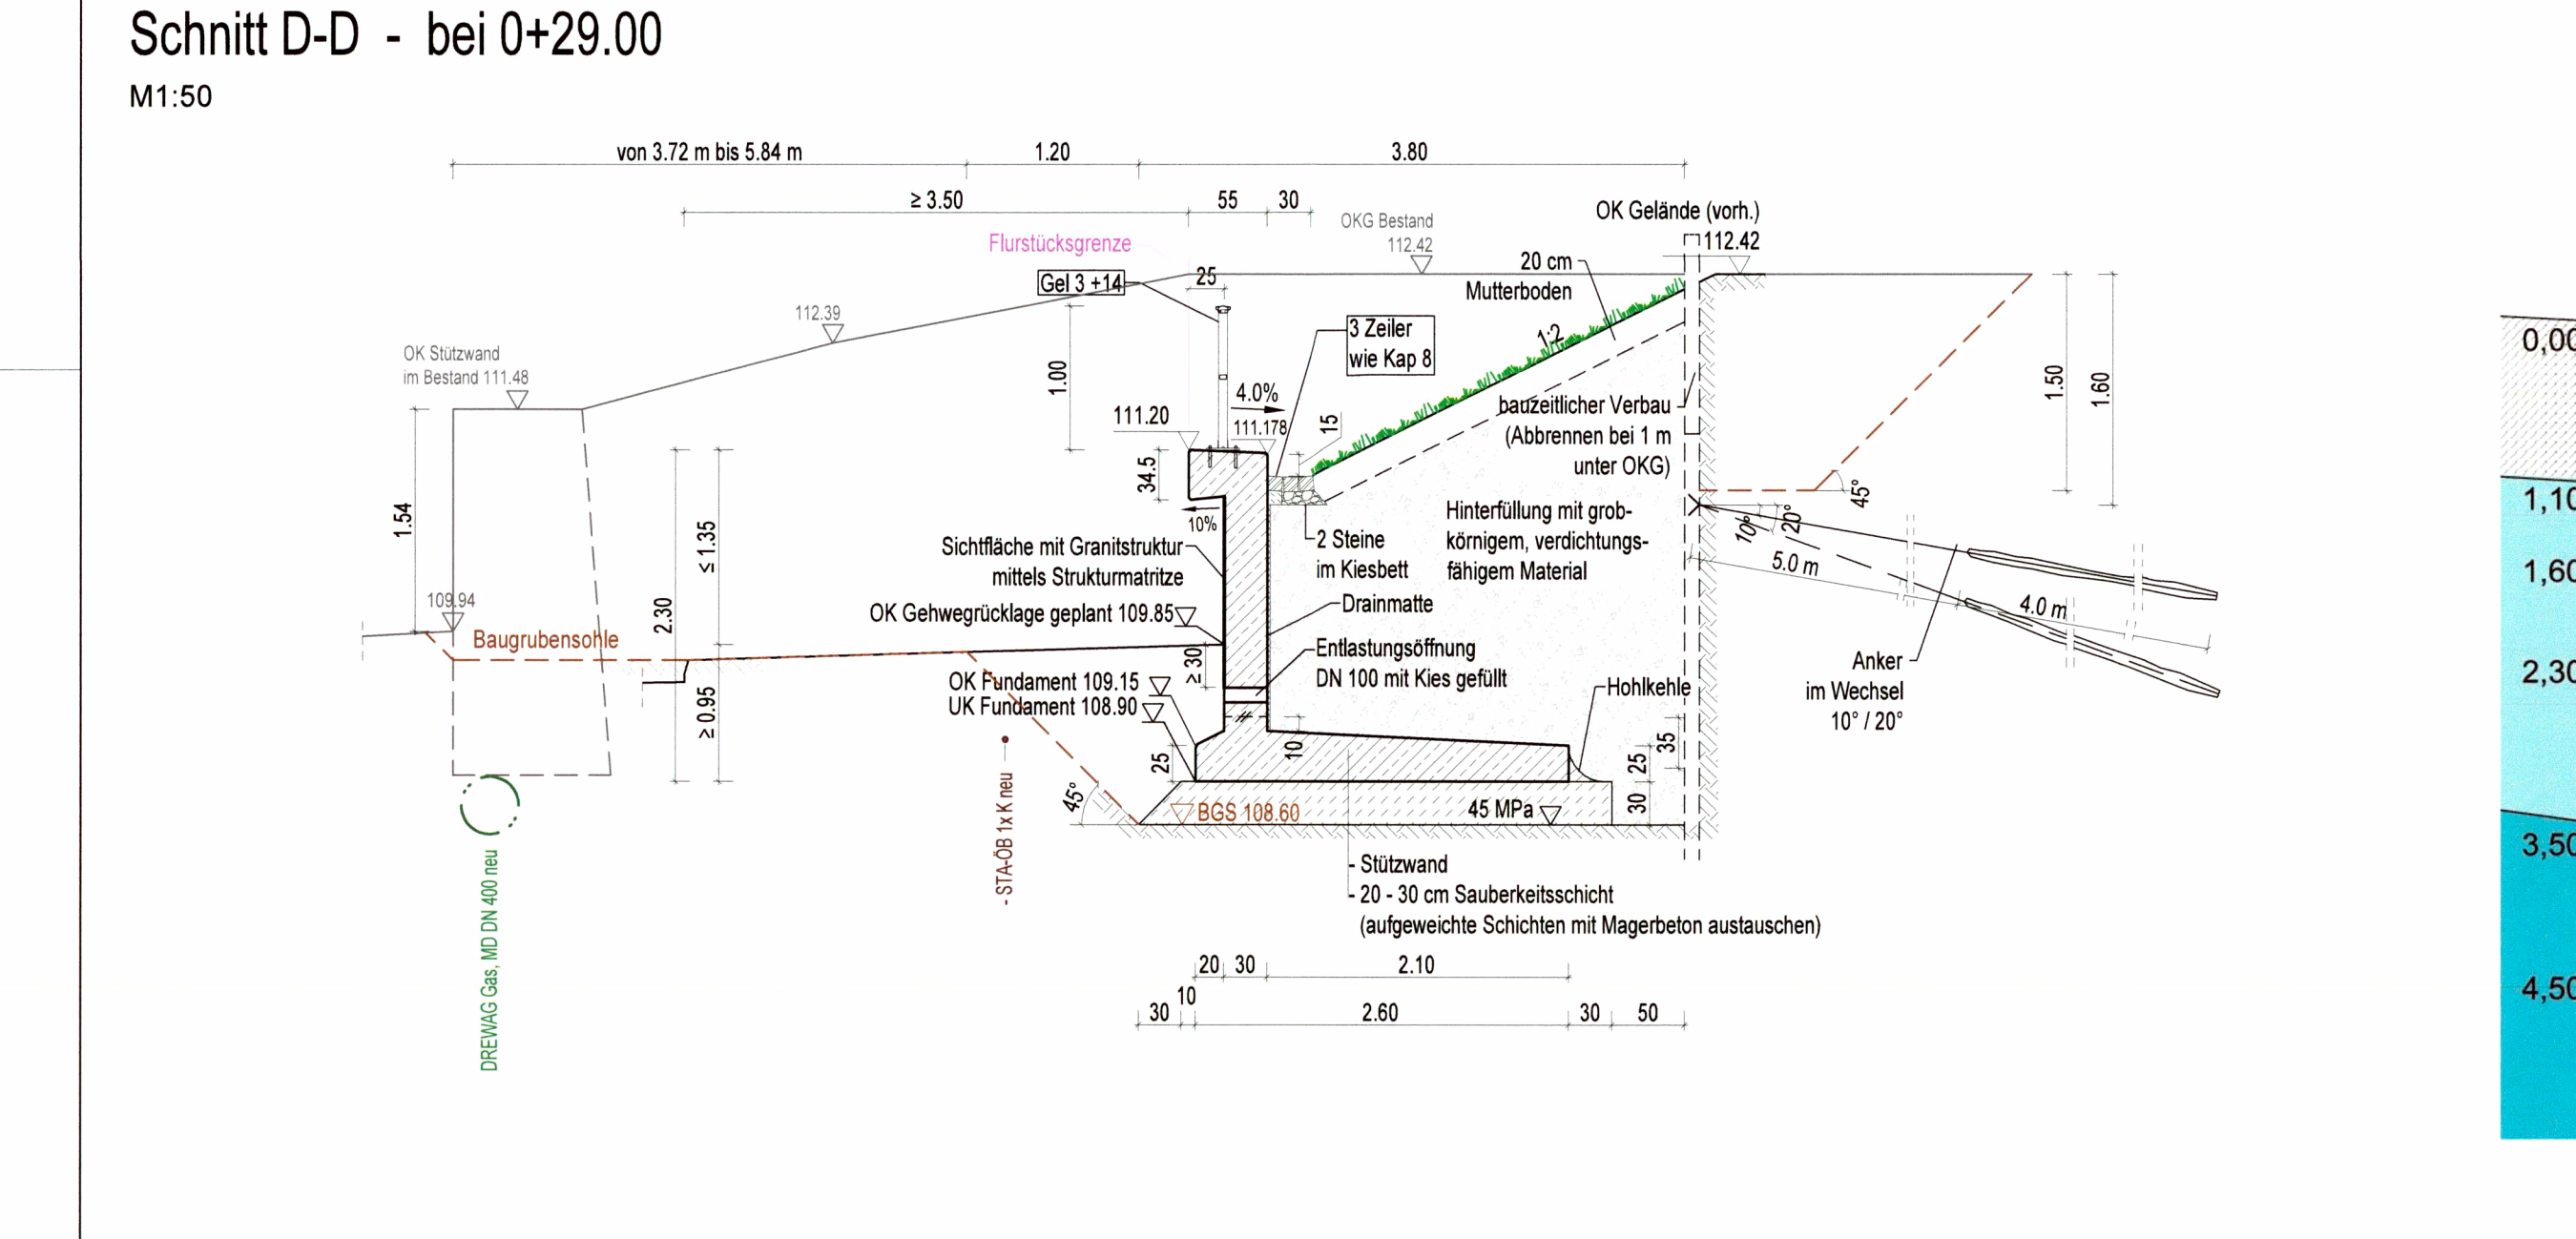 Schnitt D-D - bei 0+29.00
M1:50
von 3.72 m bis 5.84 m
1.20
3.80
≥ 3.50
55
30
OK Gelände (vorh.)
112.42
OKG Bestand
112.42
Flurstücksgrenze
Gel 3 +14
25
20 cm
Mutterboden
112.39
3 Zeiler
wie Kap 8
1:2
OK Stützwand
im Bestand 111.48
1.00
4.0%
111.20
111.178
15
bauzeitlicher Verbau
(Abbrennen bei 1 m
unter OKG)
1.50
1.60
45°
34.5
10%
1.54
≤ 1.35
2.30
≥ 0.95
Sichtfläche mit Granitstruktur
mittels Strukturmatritze
2 Steine
im Kiesbett
Hinterfüllung mit grob-
körnigem, verdichtungs-
fähigem Material
10°
20°
5.0 m
4.0 m
109.94
OK Gehwegrücklage geplant 109.85
Drainmatte
Baugrubensohle
≥ 30
Entlastungsöffnung
DN 100 mit Kies gefüllt
Anker
im Wechsel
10° / 20°
OK Fundament 109.15
UK Fundament 108.90
Hohlkehle
10
25
25
35
30
45°
BGS 108.60
45 MPa
- STA-ÖB 1x K neu
DREWAG Gas, MD DN 400 neu
- Stützwand
- 20 - 30 cm Sauberkeitsschicht
(aufgeweichte Schichten mit Magerbeton austauschen)
20
30
2.10
10
30
2.60
30
50
0,00
1,10
1,60
2,30
3,50
4,50